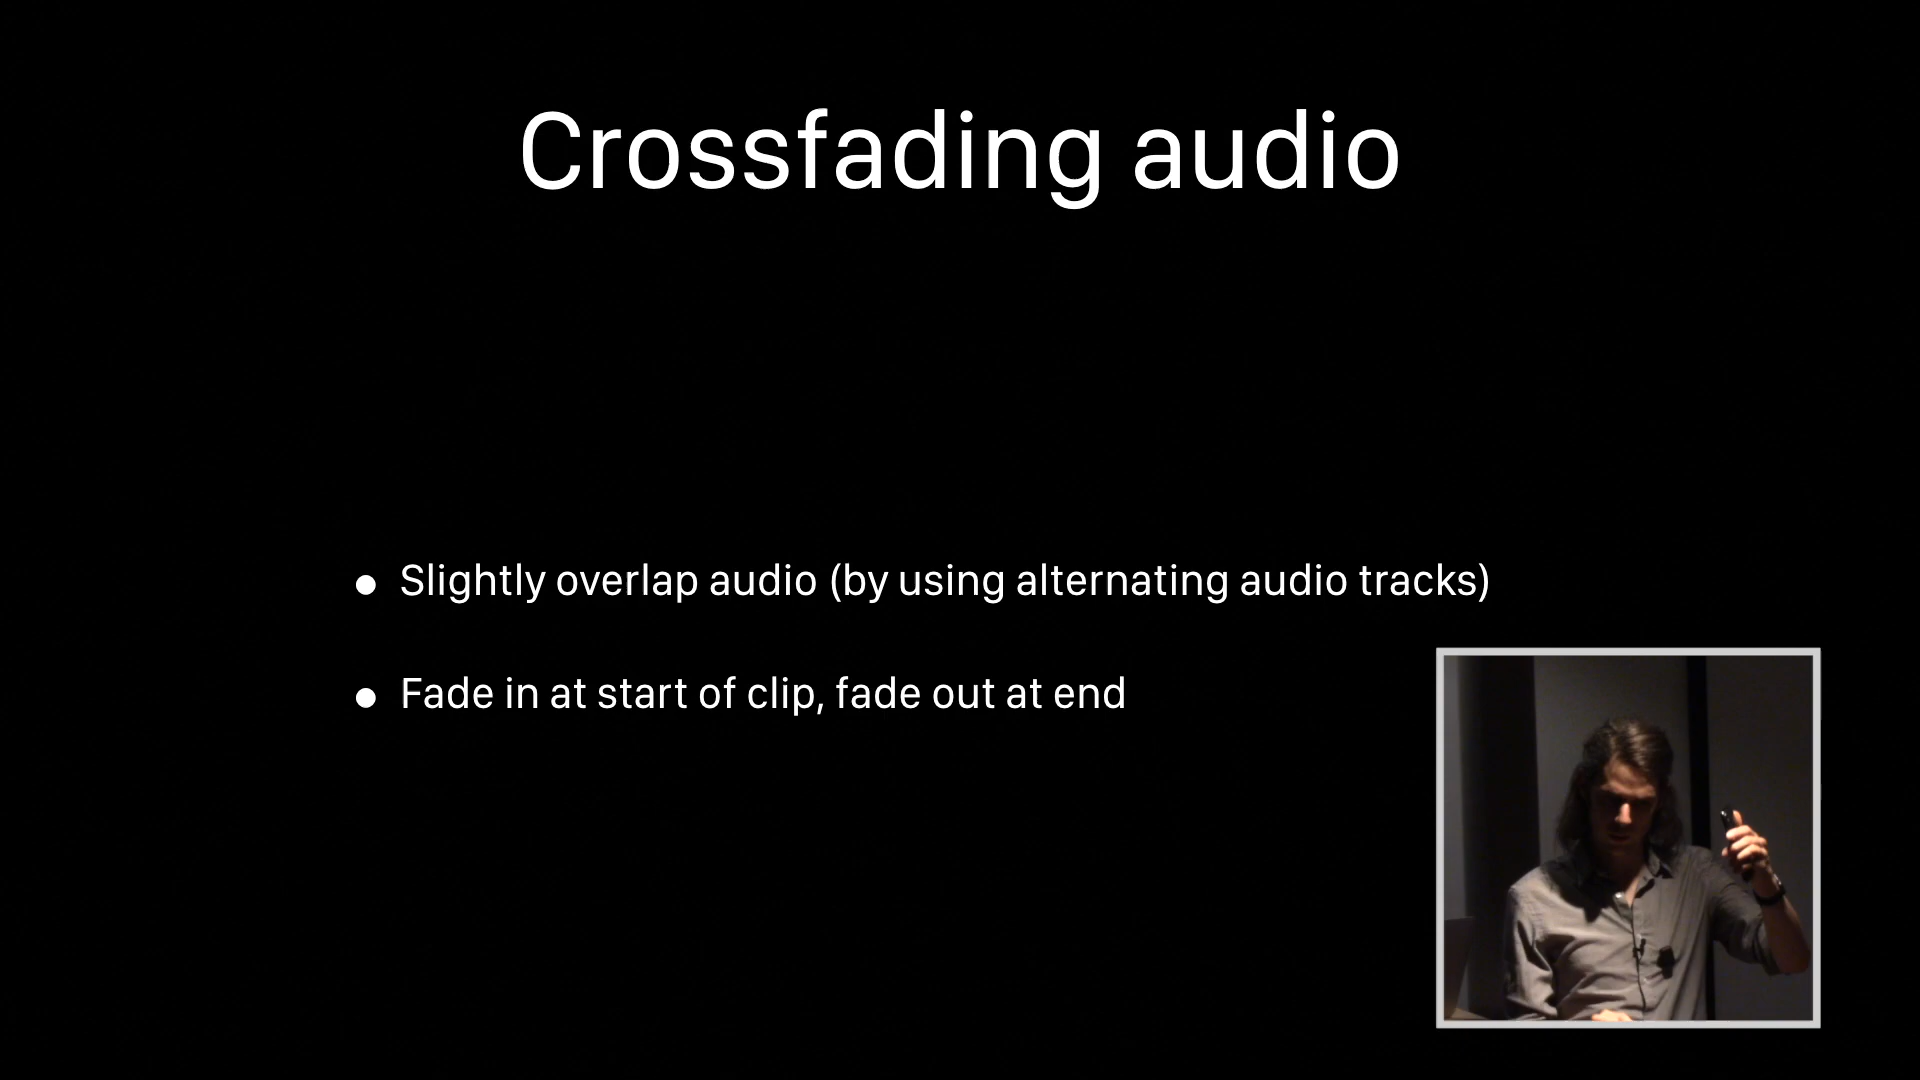 Crossfading audio
• Slightly overlap audio (by using alternating audio tracks)
• Fade in at start of clip, fade out at end